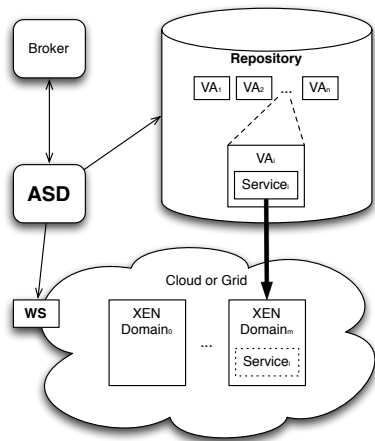 Broker
Repository
VA₁ VA₂ ... VAₙ
VAᵢ
Serviceᵢ
ASD
Cloud or Grid
WS
XEN
Domain₀
...
XEN
Domainₘ
Serviceᵢ